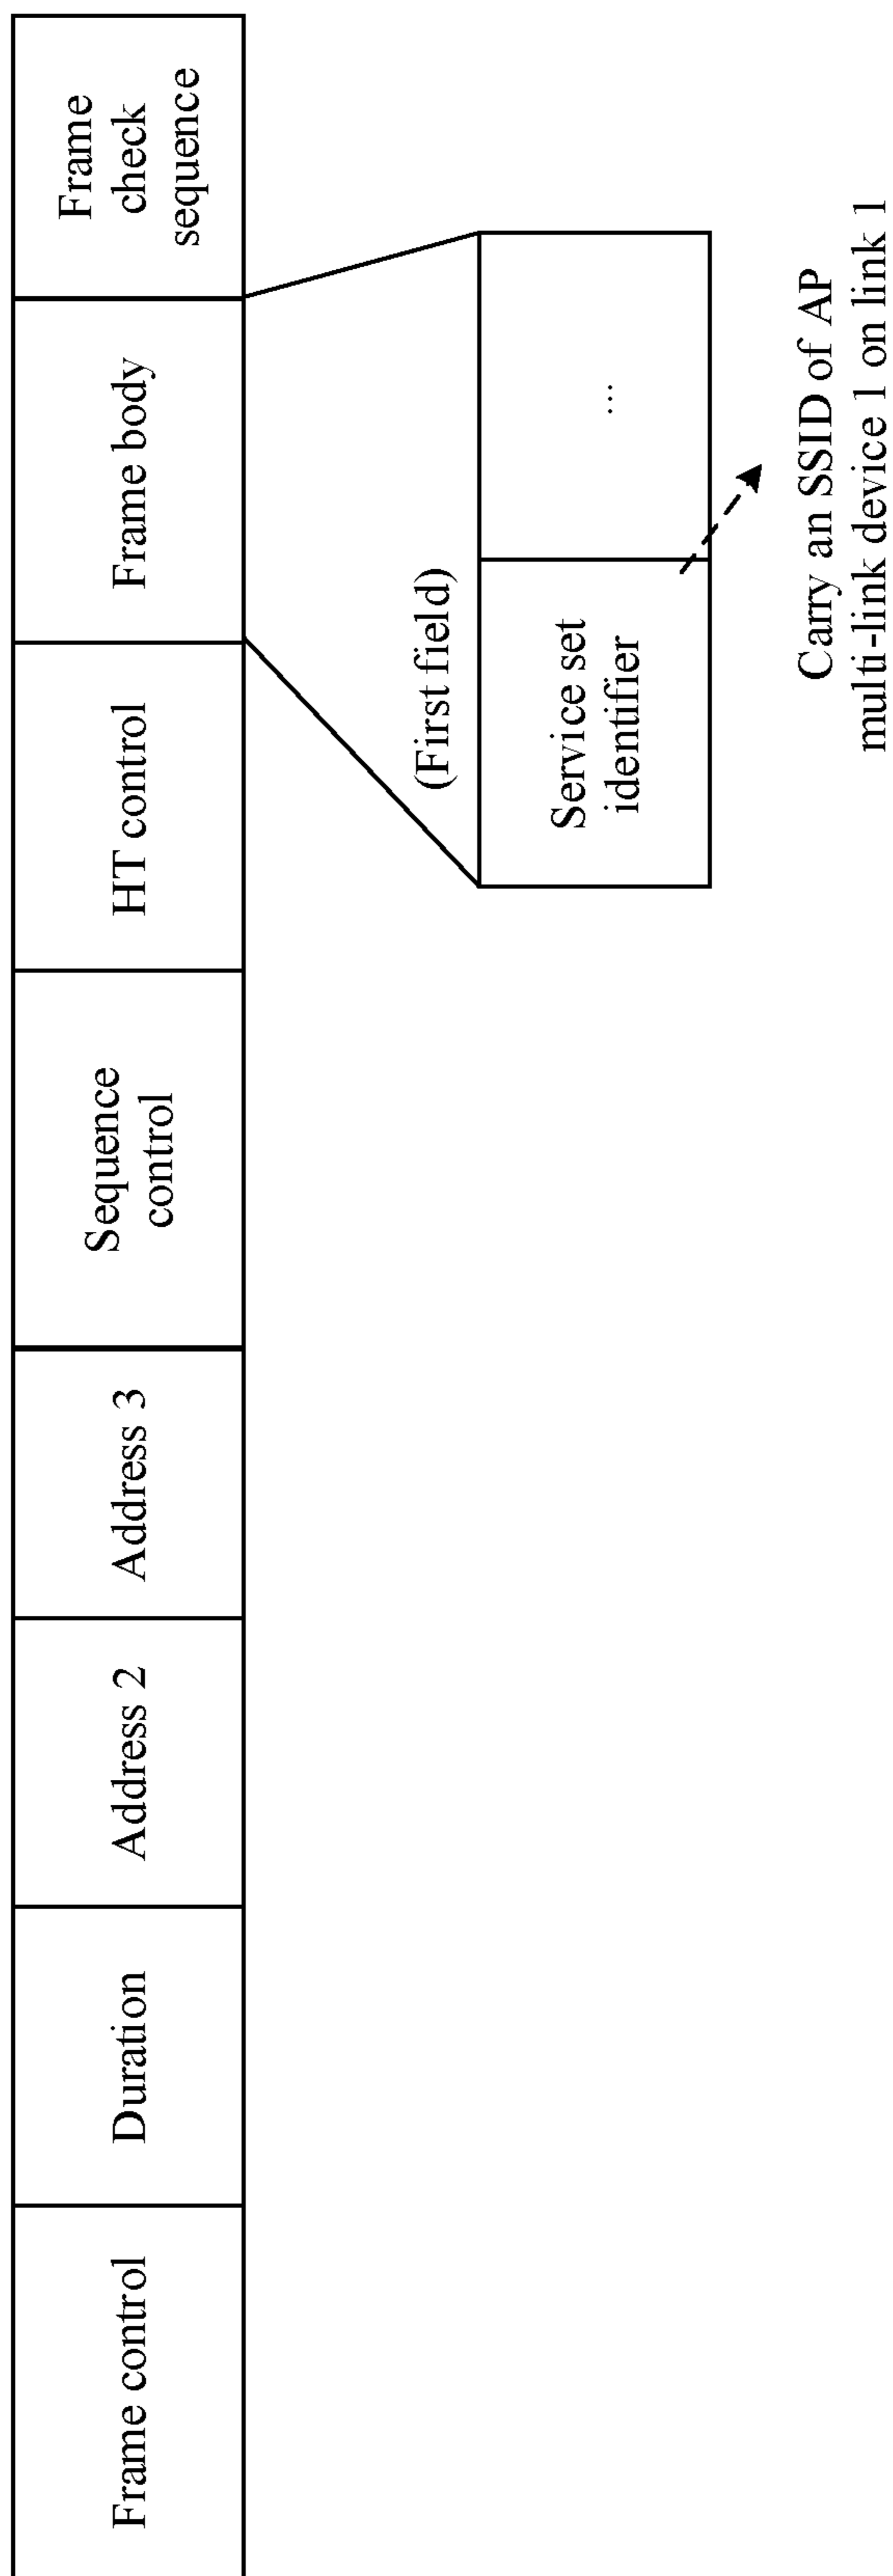 Frame control
Duration
Address 2
Address 3
Sequence
control
HT control
Frame body
Frame
check
sequence
(First field)
Service set
identifier
...
Carry an SSID of AP
multi-link device 1 on link 1